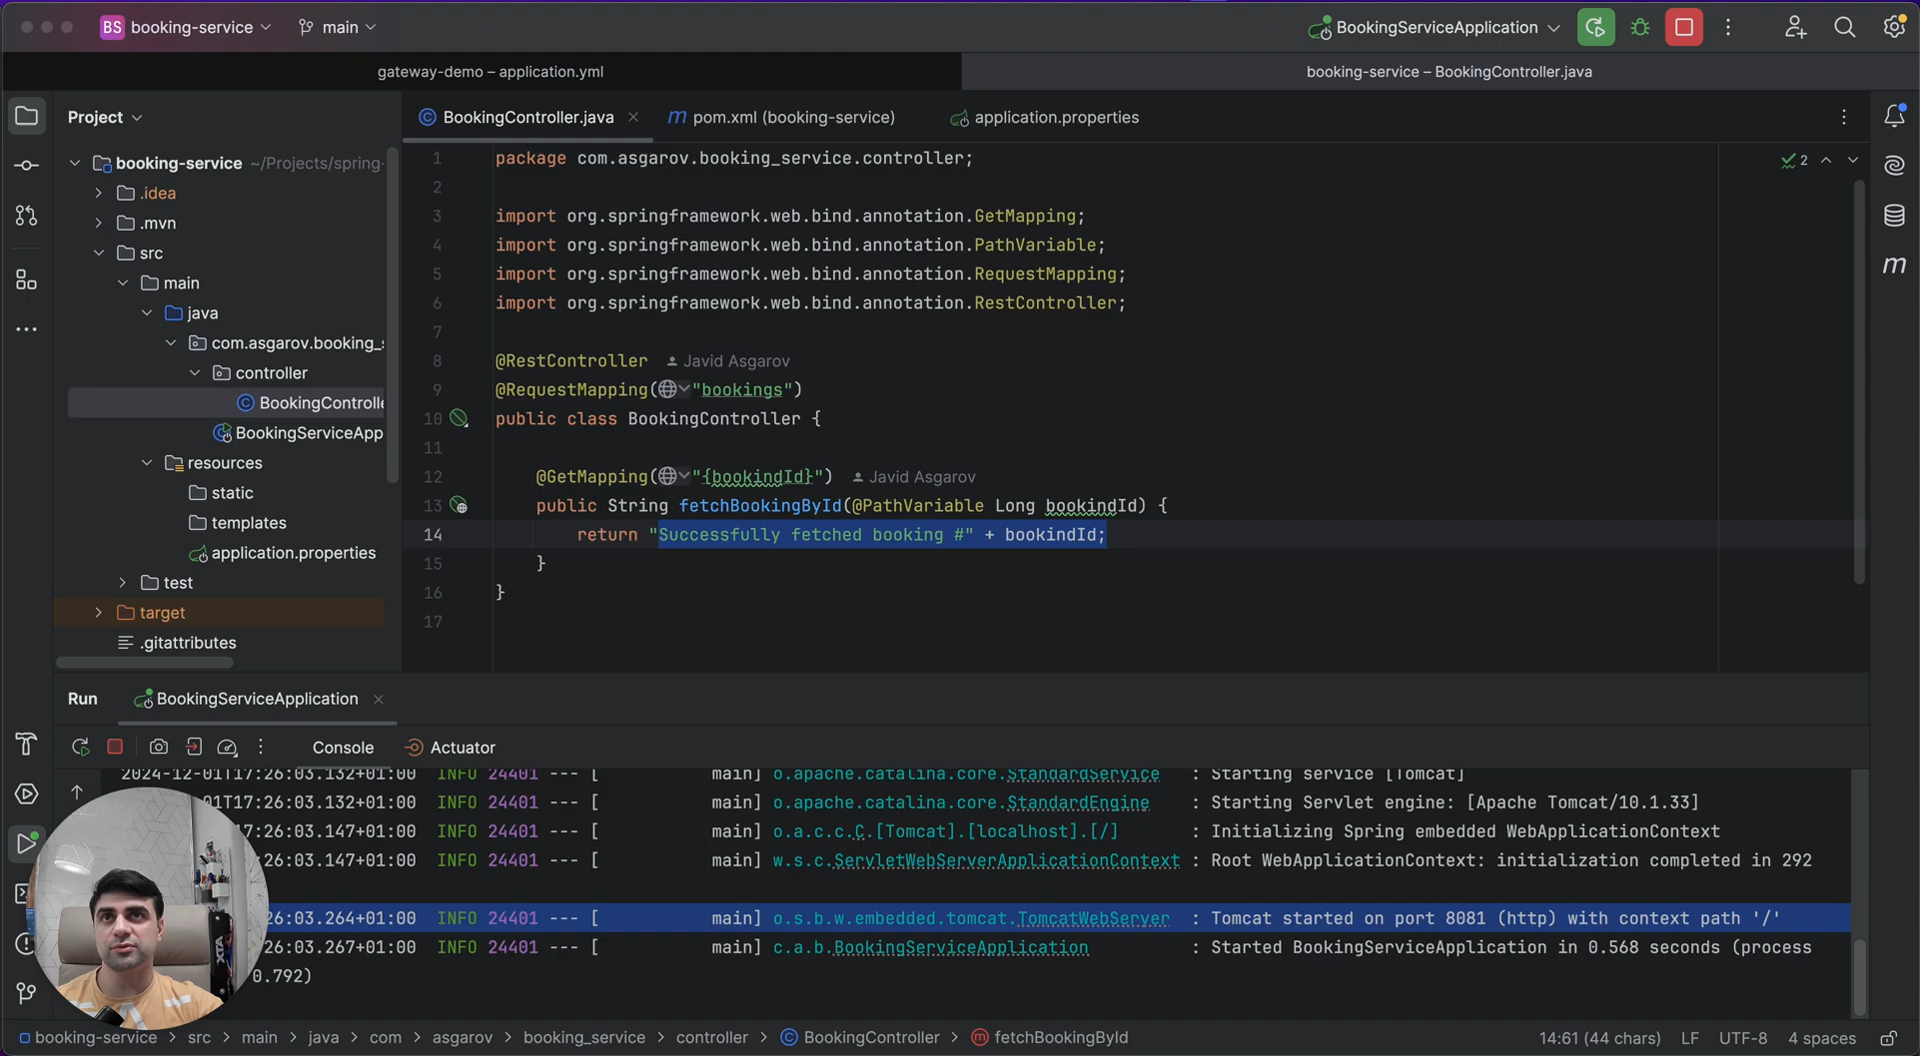 BS booking-service main BookingServiceApplication
gateway-demo – application.yml booking-service – BookingController.java
Project BookingController.java pom.xml (booking-service) application.properties
booking-service ~/Projects/spring-
.idea
.mvn
src
main
java
com.asgarov.booking_
controller
BookingControlle
BookingServiceApp
resources
static
templates
application.properties
test
target
.gitattributes
2
1 package com.asgarov.booking_service.controller;
2
3 import org.springframework.web.bind.annotation.GetMapping;
4 import org.springframework.web.bind.annotation.PathVariable;
5 import org.springframework.web.bind.annotation.RequestMapping;
6 import org.springframework.web.bind.annotation.RestController;
7
8 @RestController Javid Asgarov
9 @RequestMapping("bookings")
10 public class BookingController {
11
12 @GetMapping("{bookindId}") Javid Asgarov
13 public String fetchBookingById(@PathVariable Long bookindId) {
14 return "Successfully fetched booking #" + bookindId;
15 }
16 }
17
Run BookingServiceApplication
Console Actuator
2024-12-01T17:26:03.132+01:00 INFO 24401 --- [ main] o.apache.catalina.core.StandardService : Starting service [Tomcat]
01T17:26:03.132+01:00 INFO 24401 --- [ main] o.apache.catalina.core.StandardEngine : Starting Servlet engine: [Apache Tomcat/10.1.33]
17:26:03.147+01:00 INFO 24401 --- [ main] o.a.c.c.C.[Tomcat].[localhost].[/] : Initializing Spring embedded WebApplicationContext
:26:03.147+01:00 INFO 24401 --- [ main] w.s.c.ServletWebServerApplicationContext : Root WebApplicationContext: initialization completed in 292
26:03.264+01:00 INFO 24401 --- [ main] o.s.b.w.embedded.tomcat.TomcatWebServer : Tomcat started on port 8081 (http) with context path '/'
26:03.267+01:00 INFO 24401 --- [ main] c.a.b.BookingServiceApplication : Started BookingServiceApplication in 0.568 seconds (process
0.792)
booking-service > src > main > java > com > asgarov > booking_service > controller > BookingController > fetchBookingById 14:61 (44 chars) LF UTF-8 4 spaces